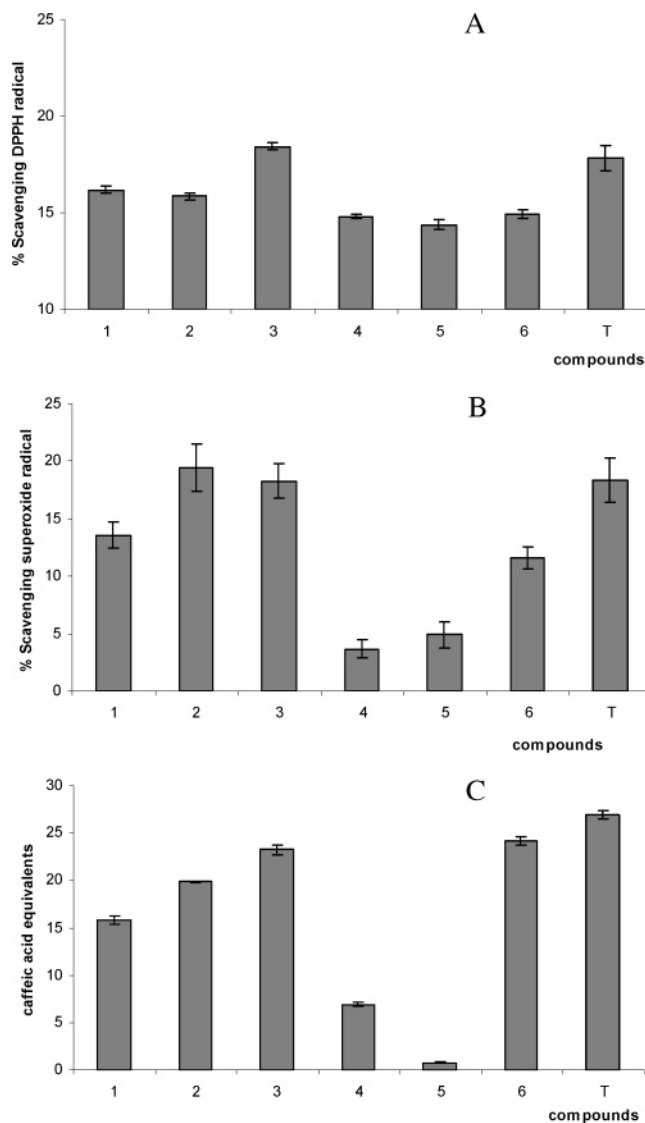 A
% Scavenging DPPH radical
25
20
15
10
1 2 3 4 5 6 T
compounds
B
% Scavenging superoxide radical
25
20
15
10
5
0
1 2 3 4 5 6 T
compounds
C
caffeic acid equivalents
30
25
20
15
10
5
0
1 2 3 4 5 6 T
compounds